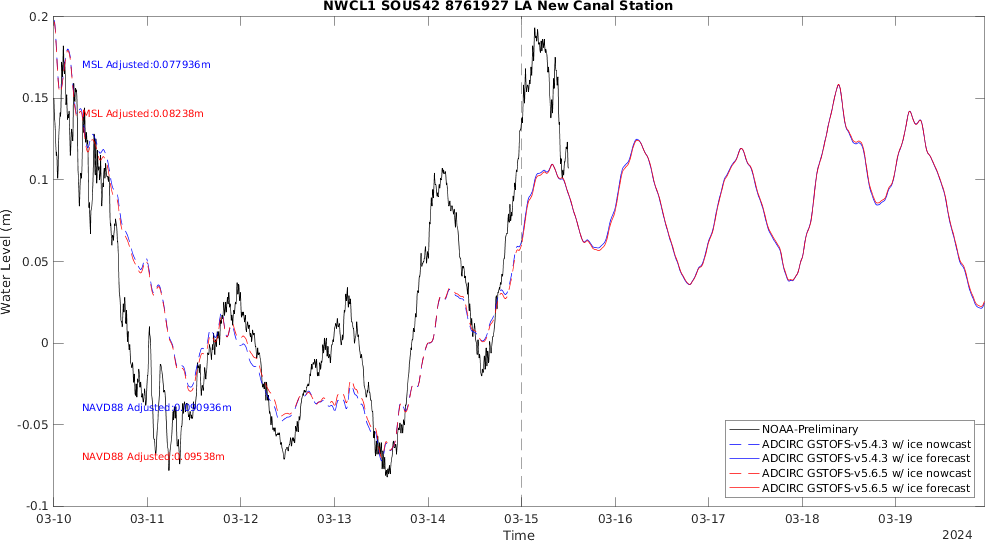 NWCL1 SOUS42 8761927 LA New Canal Station
Water Level (m)
0.2
0.15
0.1
0.05
0
-0.05
-0.1
MSL Adjusted:0.077936m
MSL Adjusted:0.08238m
NAVD88 Adjusted:0.090936m
NAVD88 Adjusted:0.09538m
NOAA-Preliminary
ADCIRC GSTOFS-v5.4.3 w/ ice nowcast
ADCIRC GSTOFS-v5.4.3 w/ ice forecast
ADCIRC GSTOFS-v5.6.5 w/ ice nowcast
ADCIRC GSTOFS-v5.6.5 w/ ice forecast
03-10 03-11 03-12 03-13 03-14 03-15 03-16 03-17 03-18 03-19
Time
2024